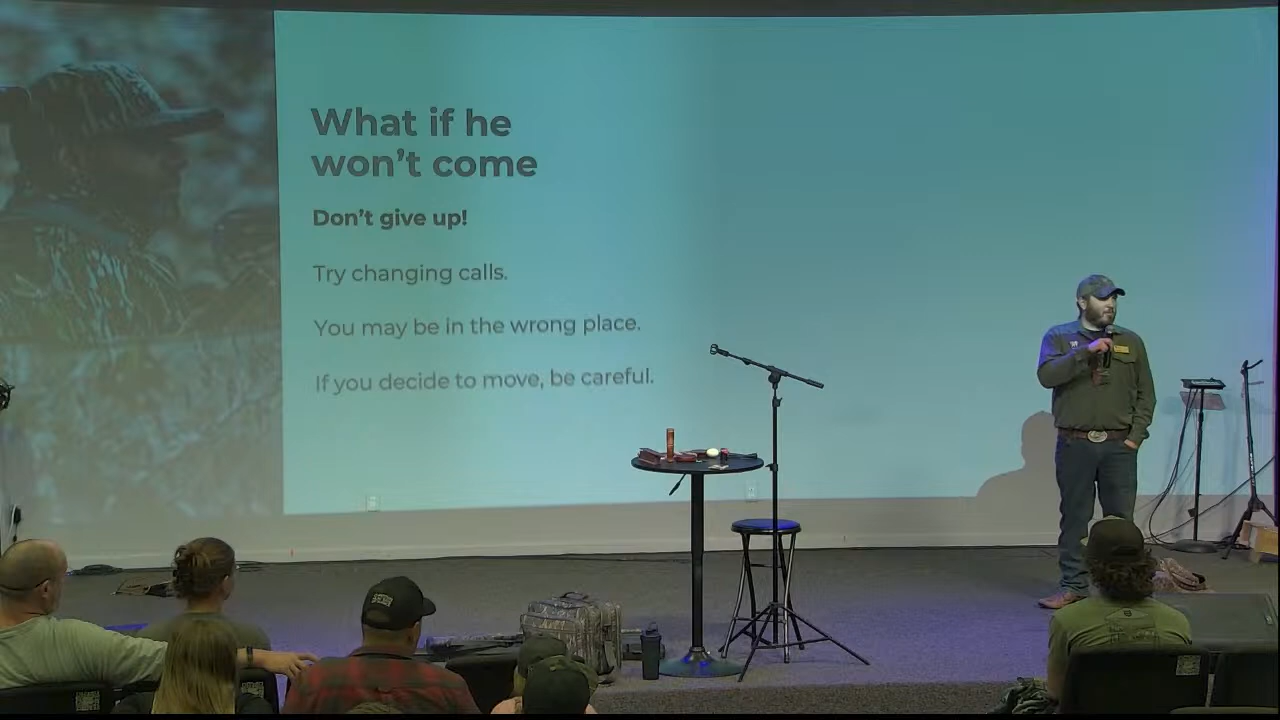 What if he
won't come
Don't give up!
Try changing calls.
You may be in the wrong place.
If you decide to move, be careful.